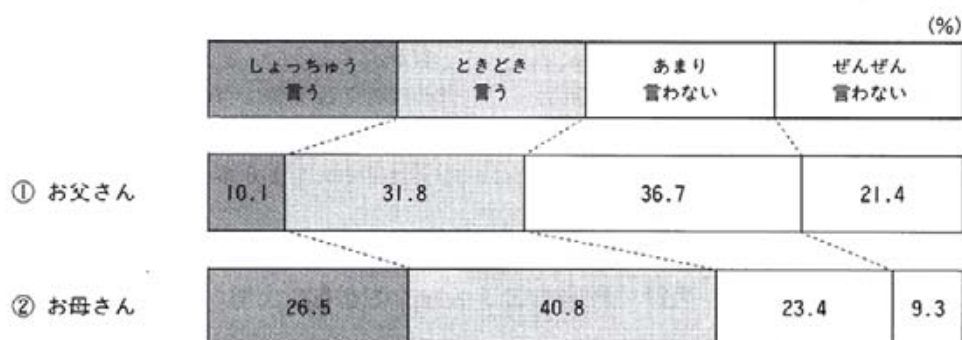 (%)
しょっちゅう
言う
ときどき
言う
あまり
言わない
ぜんぜん
言わない
① お父さん 10.1 31.8 36.7 21.4
② お母さん 26.5 40.8 23.4 9.3